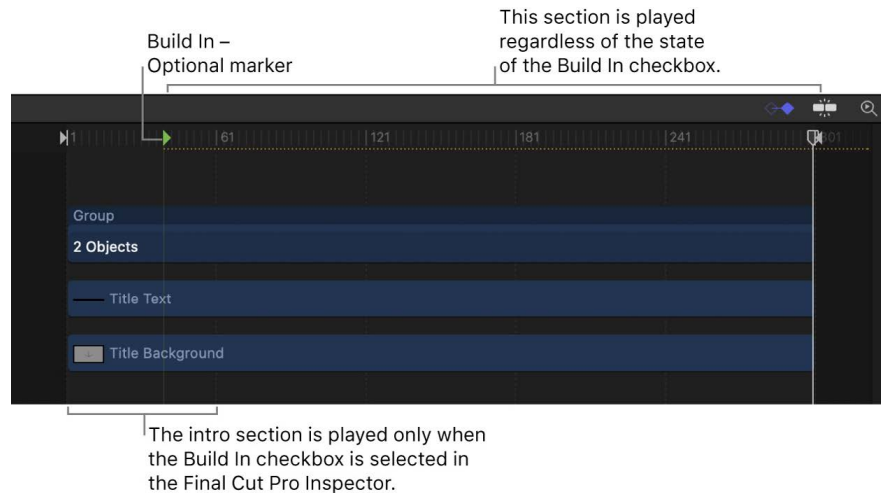 This section is played
regardless of the state
of the Build In checkbox.
Build In –
Optional marker
1
61
121
181
241
301
Group
2 Objects
Title Text
Title Background
The intro section is played only when
the Build In checkbox is selected in
the Final Cut Pro Inspector.